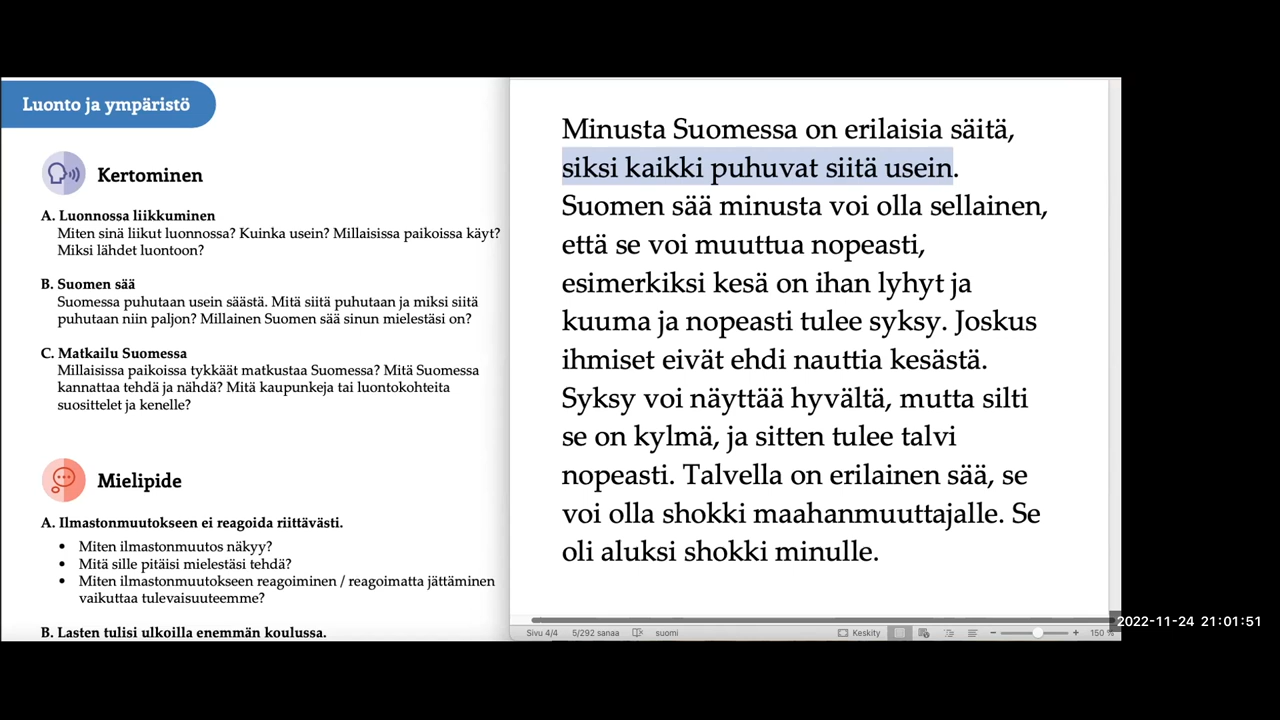 Luonto ja ympäristö
Kertominen
A. Luonnossa liikkuminen
Miten sinä liikut luonnossa? Kuinka usein? Millaisissa paikoissa käyt?
Miksi lähdet luontoon?
B. Suomen sää
Suomessa puhutaan usein säästä. Mitä siitä puhutaan ja miksi siitä
puhutaan niin paljon? Millainen Suomen sää sinun mielestäsi on?
C. Matkailu Suomessa
Millaisissa paikoissa tykkäät matkustaa Suomessa? Mitä Suomessa
kannattaa tehdä ja nähdä? Mitä kaupunkeja tai luontokohteita
suosittelet ja kenelle?
Mielipide
A. Ilmastonmuutokseen ei reagoida riittävästi.
• Miten ilmastonmuutos näkyy?
• Mitä sille pitäisi mielestäsi tehdä?
• Miten ilmastonmuutokseen reagoiminen / reagoimatta jättäminen
vaikuttaa tulevaisuuteemme?
B. Lasten tulisi ulkoilla enemmän koulussa.
Minusta Suomessa on erilaisia säitä,
siksi kaikki puhuvat siitä usein.
Suomen sää minusta voi olla sellainen,
että se voi muuttua nopeasti,
esimerkiksi kesä on ihan lyhyt ja
kuuma ja nopeasti tulee syksy. Joskus
ihmiset eivät ehdi nauttia kesästä.
Syksy voi näyttää hyvältä, mutta silti
se on kylmä, ja sitten tulee talvi
nopeasti. Talvella on erilainen sää, se
voi olla shokki maahanmuuttajalle. Se
oli aluksi shokki minulle.
Sivu 4/4 5/292 sanaa suomi Keskity 150 %
2022-11-24 21:01:51